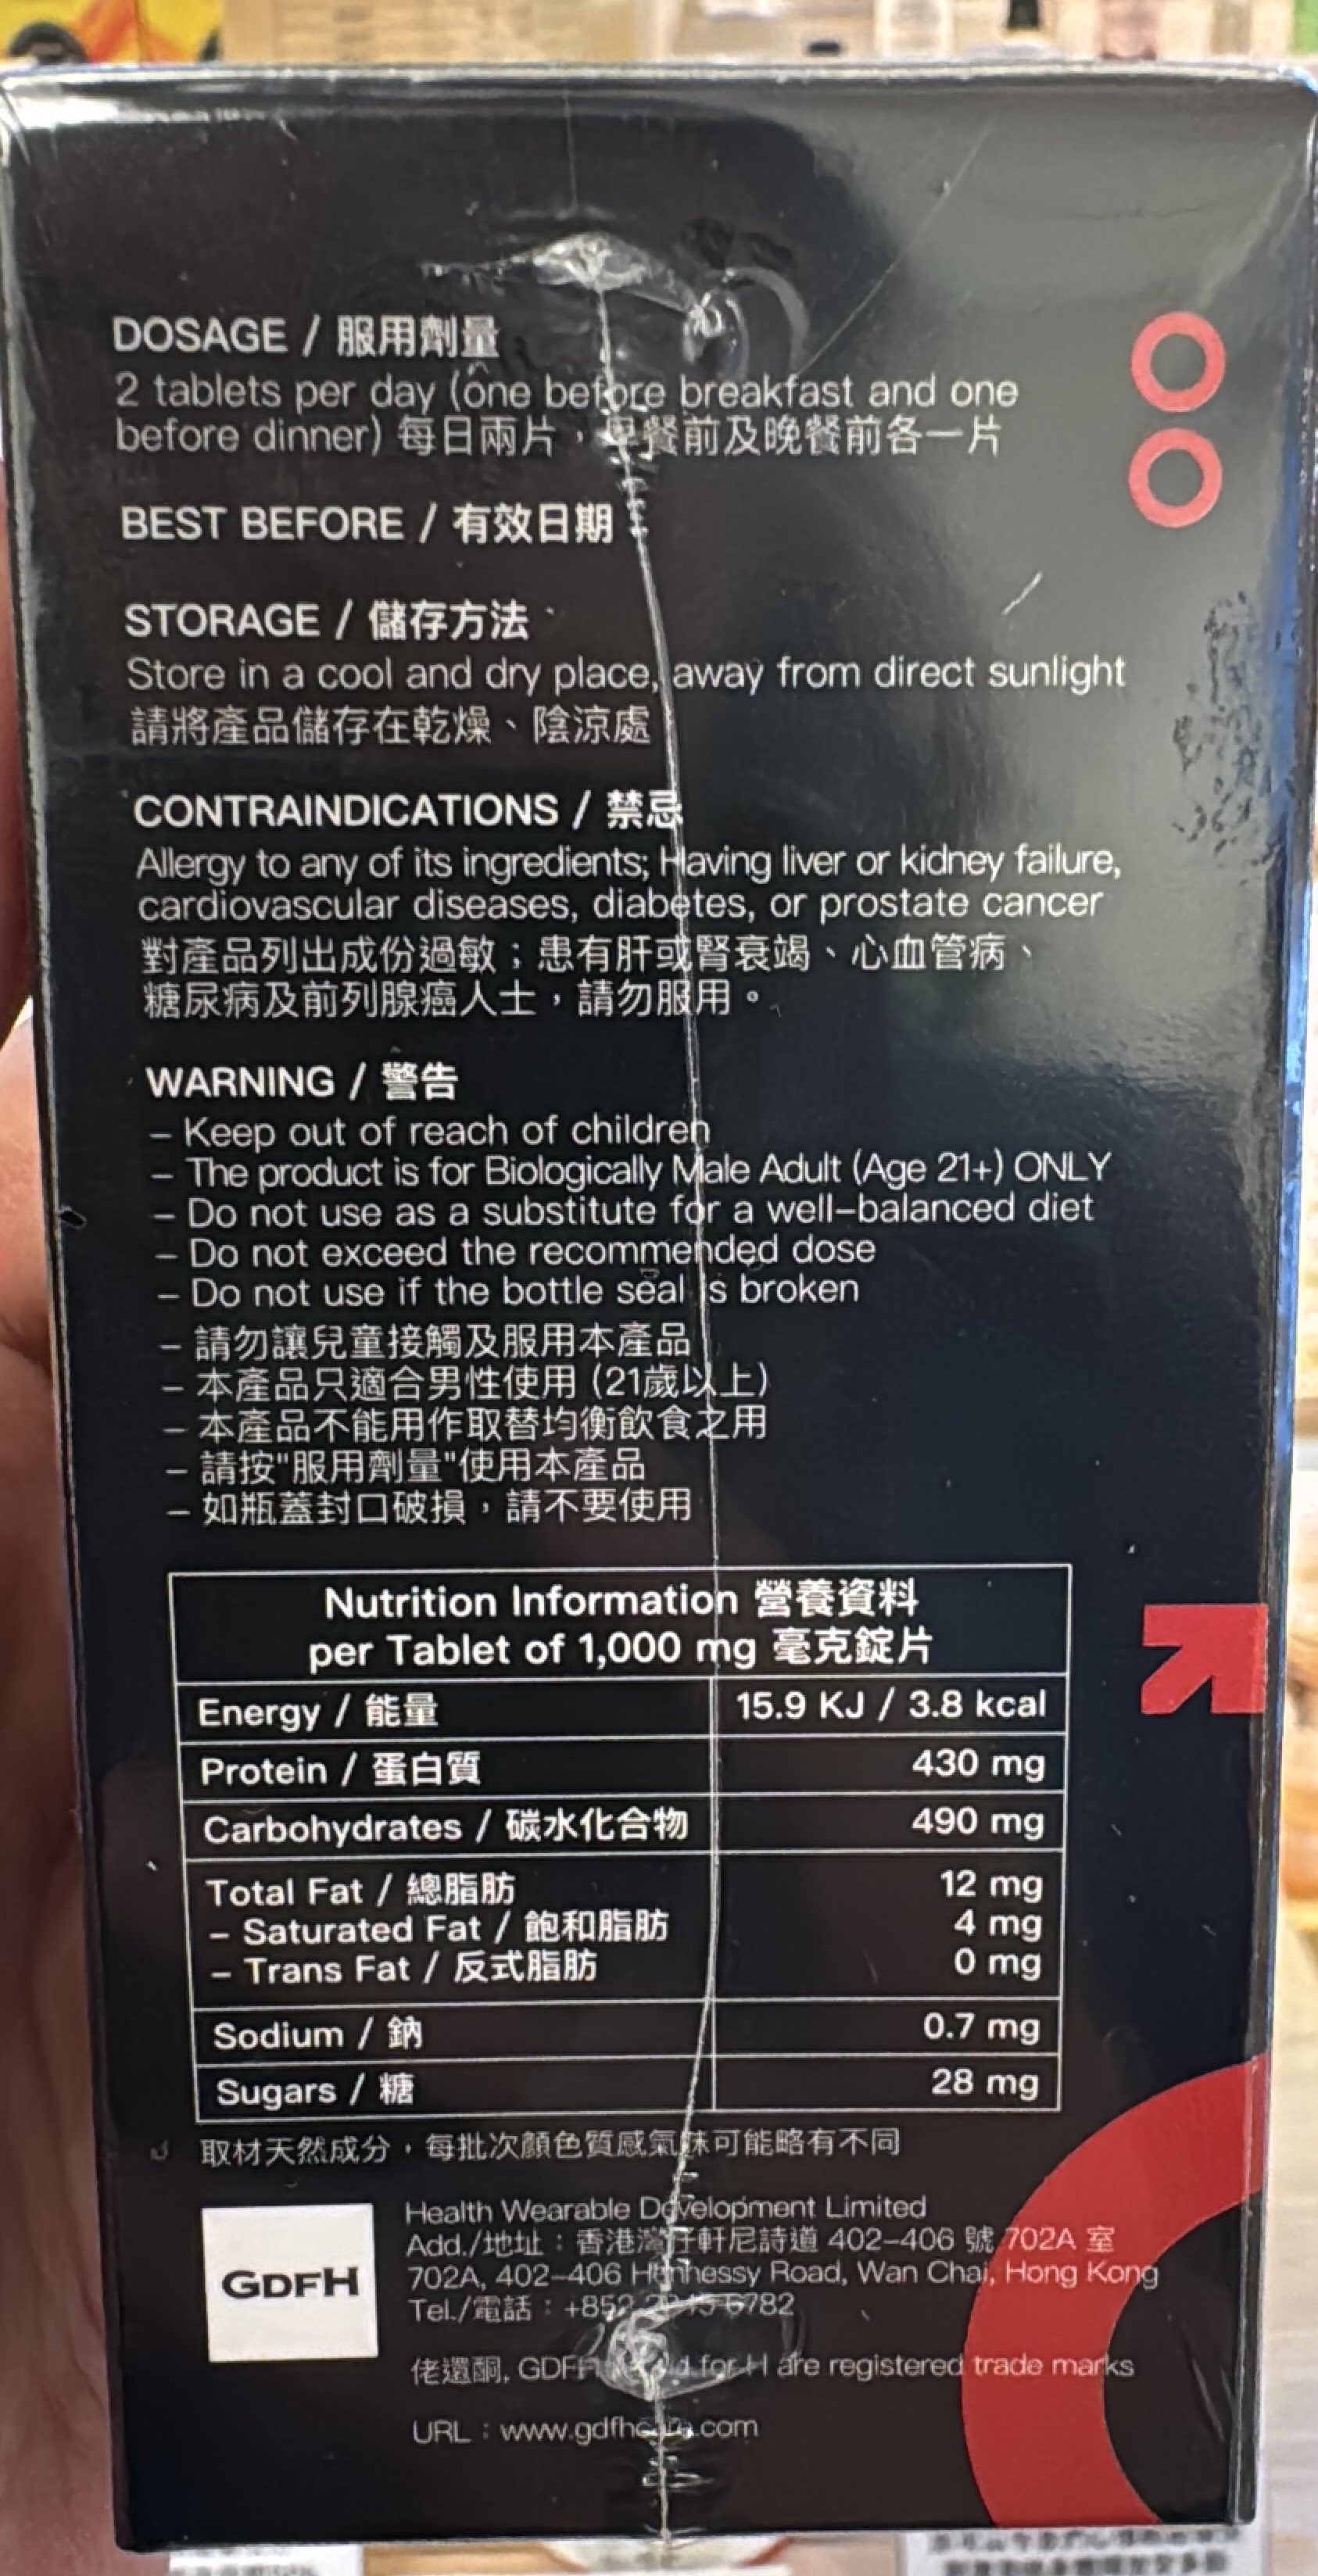 DOSAGE / 服用劑量
2 tablets per day (one before breakfast and one
before dinner) 每日兩片，早餐前及晚餐前各一片
BEST BEFORE / 有效日期
STORAGE / 儲存方法
Store in a cool and dry place, away from direct sunlight
請將產品儲存在乾燥、陰涼處
CONTRAINDICATIONS / 禁忌
Allergy to any of its ingredients; Having liver or kidney failure,
cardiovascular diseases, diabetes, or prostate cancer
對產品列出成份過敏；患有肝或腎衰竭、心血管病、
糖尿病及前列腺癌人士，請勿服用。
WARNING / 警告
– Keep out of reach of children
– The product is for Biologically Male Adult (Age 21+) ONLY
– Do not use as a substitute for a well–balanced diet
– Do not exceed the recommended dose
– Do not use if the bottle seal is broken
– 請勿讓兒童接觸及服用本產品
– 本產品只適合男性使用 (21歲以上)
– 本產品不能用作取替均衡飲食之用
– 請按"服用劑量"使用本產品
– 如瓶蓋封口破損，請不要使用
Nutrition Information 營養資料
per Tablet of 1,000 mg 毫克錠片
Energy / 能量 15.9 KJ / 3.8 kcal
Protein / 蛋白質 430 mg
Carbohydrates / 碳水化合物 490 mg
Total Fat / 總脂肪 12 mg
– Saturated Fat / 飽和脂肪 4 mg
– Trans Fat / 反式脂肪 0 mg
Sodium / 鈉 0.7 mg
Sugars / 糖 28 mg
取材天然成分，每批次顏色質感氣味可能略有不同
GDFH
Health Wearable Development Limited
Add./地址：香港灣仔軒尼詩道 402–406 號 702A 室
702A, 402–406 Hennessy Road, Wan Chai, Hong Kong
Tel./電話：+852 6782
佬還酮, GDFH for H are registered trade marks
URL：www.gdfhcare.com